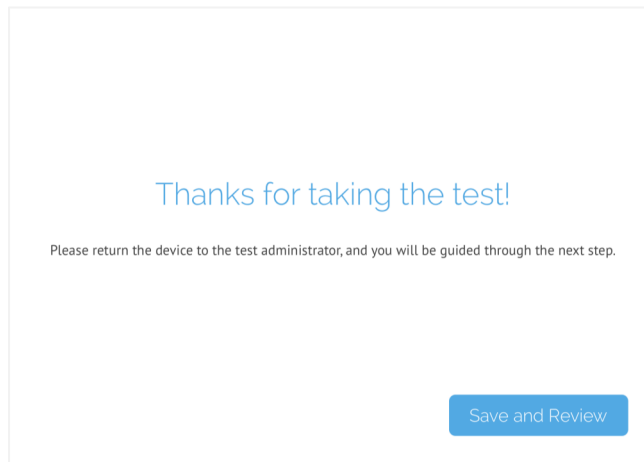 Thanks for taking the test!
Please return the device to the test administrator, and you will be guided through the next step.
Save and Review